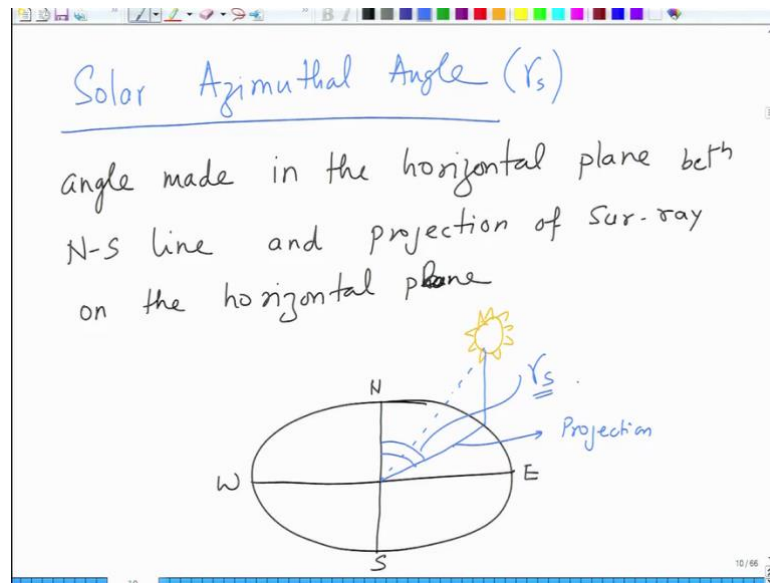 Solar Azimuthal Angle (γs)
angle made in the horizontal plane betn
N-S line and projection of Sur-ray
on the horizontal plane
N
γs
Projection
W
E
S
10 / 66